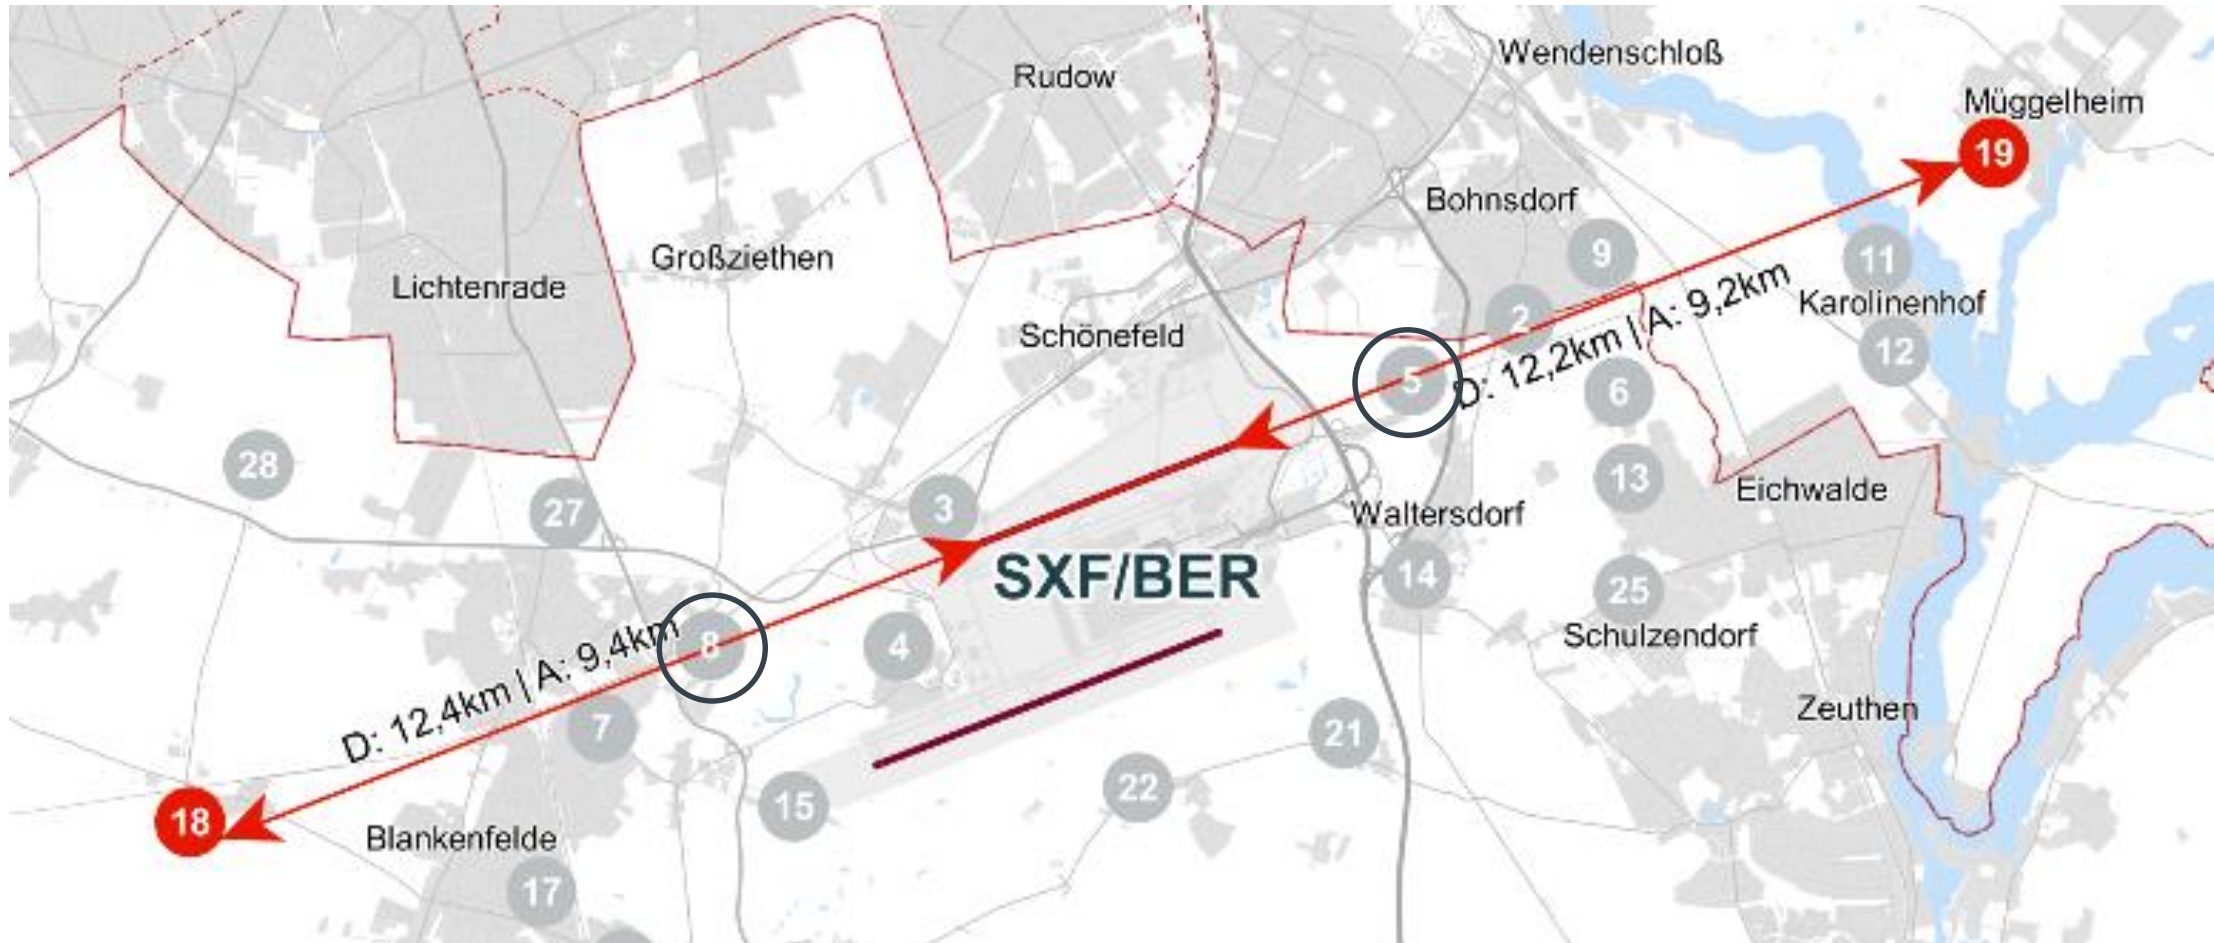 Wendenschloß
Rudow
Müggelheim
19
Bohnsdorf
9
Großziethen
11
Lichtenrade
Karolinenhof
2
Schönefeld
D: 12,2km | A: 9,2km
12
5
6
28
13
Eichwalde
3
27
Waltersdorf
SXF/BER
14
25
8
4
Schulzendorf
D: 12,4km | A: 9,4km
Zeuthen
7
21
22
15
18
Blankenfelde
17